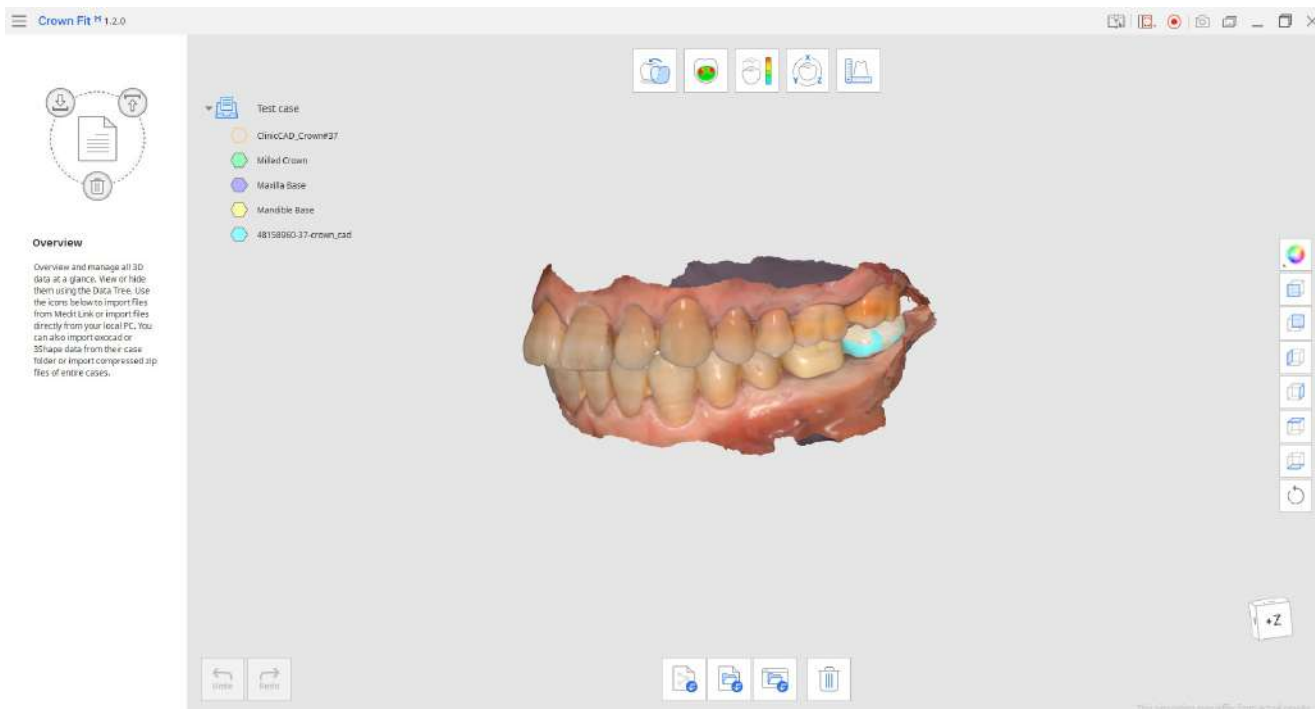 Crown Fit M 1.2.0
Test case
ClinicCAD_Crown#37
Milled Crown
Maxilla Base
Mandible Base
48158960-37-crown_cad
Overview
Overview and manage all 3D
data at a glance. View or hide
them using the Data Tree. Use
the icons below to import files
from Medit Link or import files
directly from your local PC. You
can also import exocad or
3Shape data from their case
folder or import compressed zip
files of entire cases.
X
Y
Z
+Z
Undo
Redo